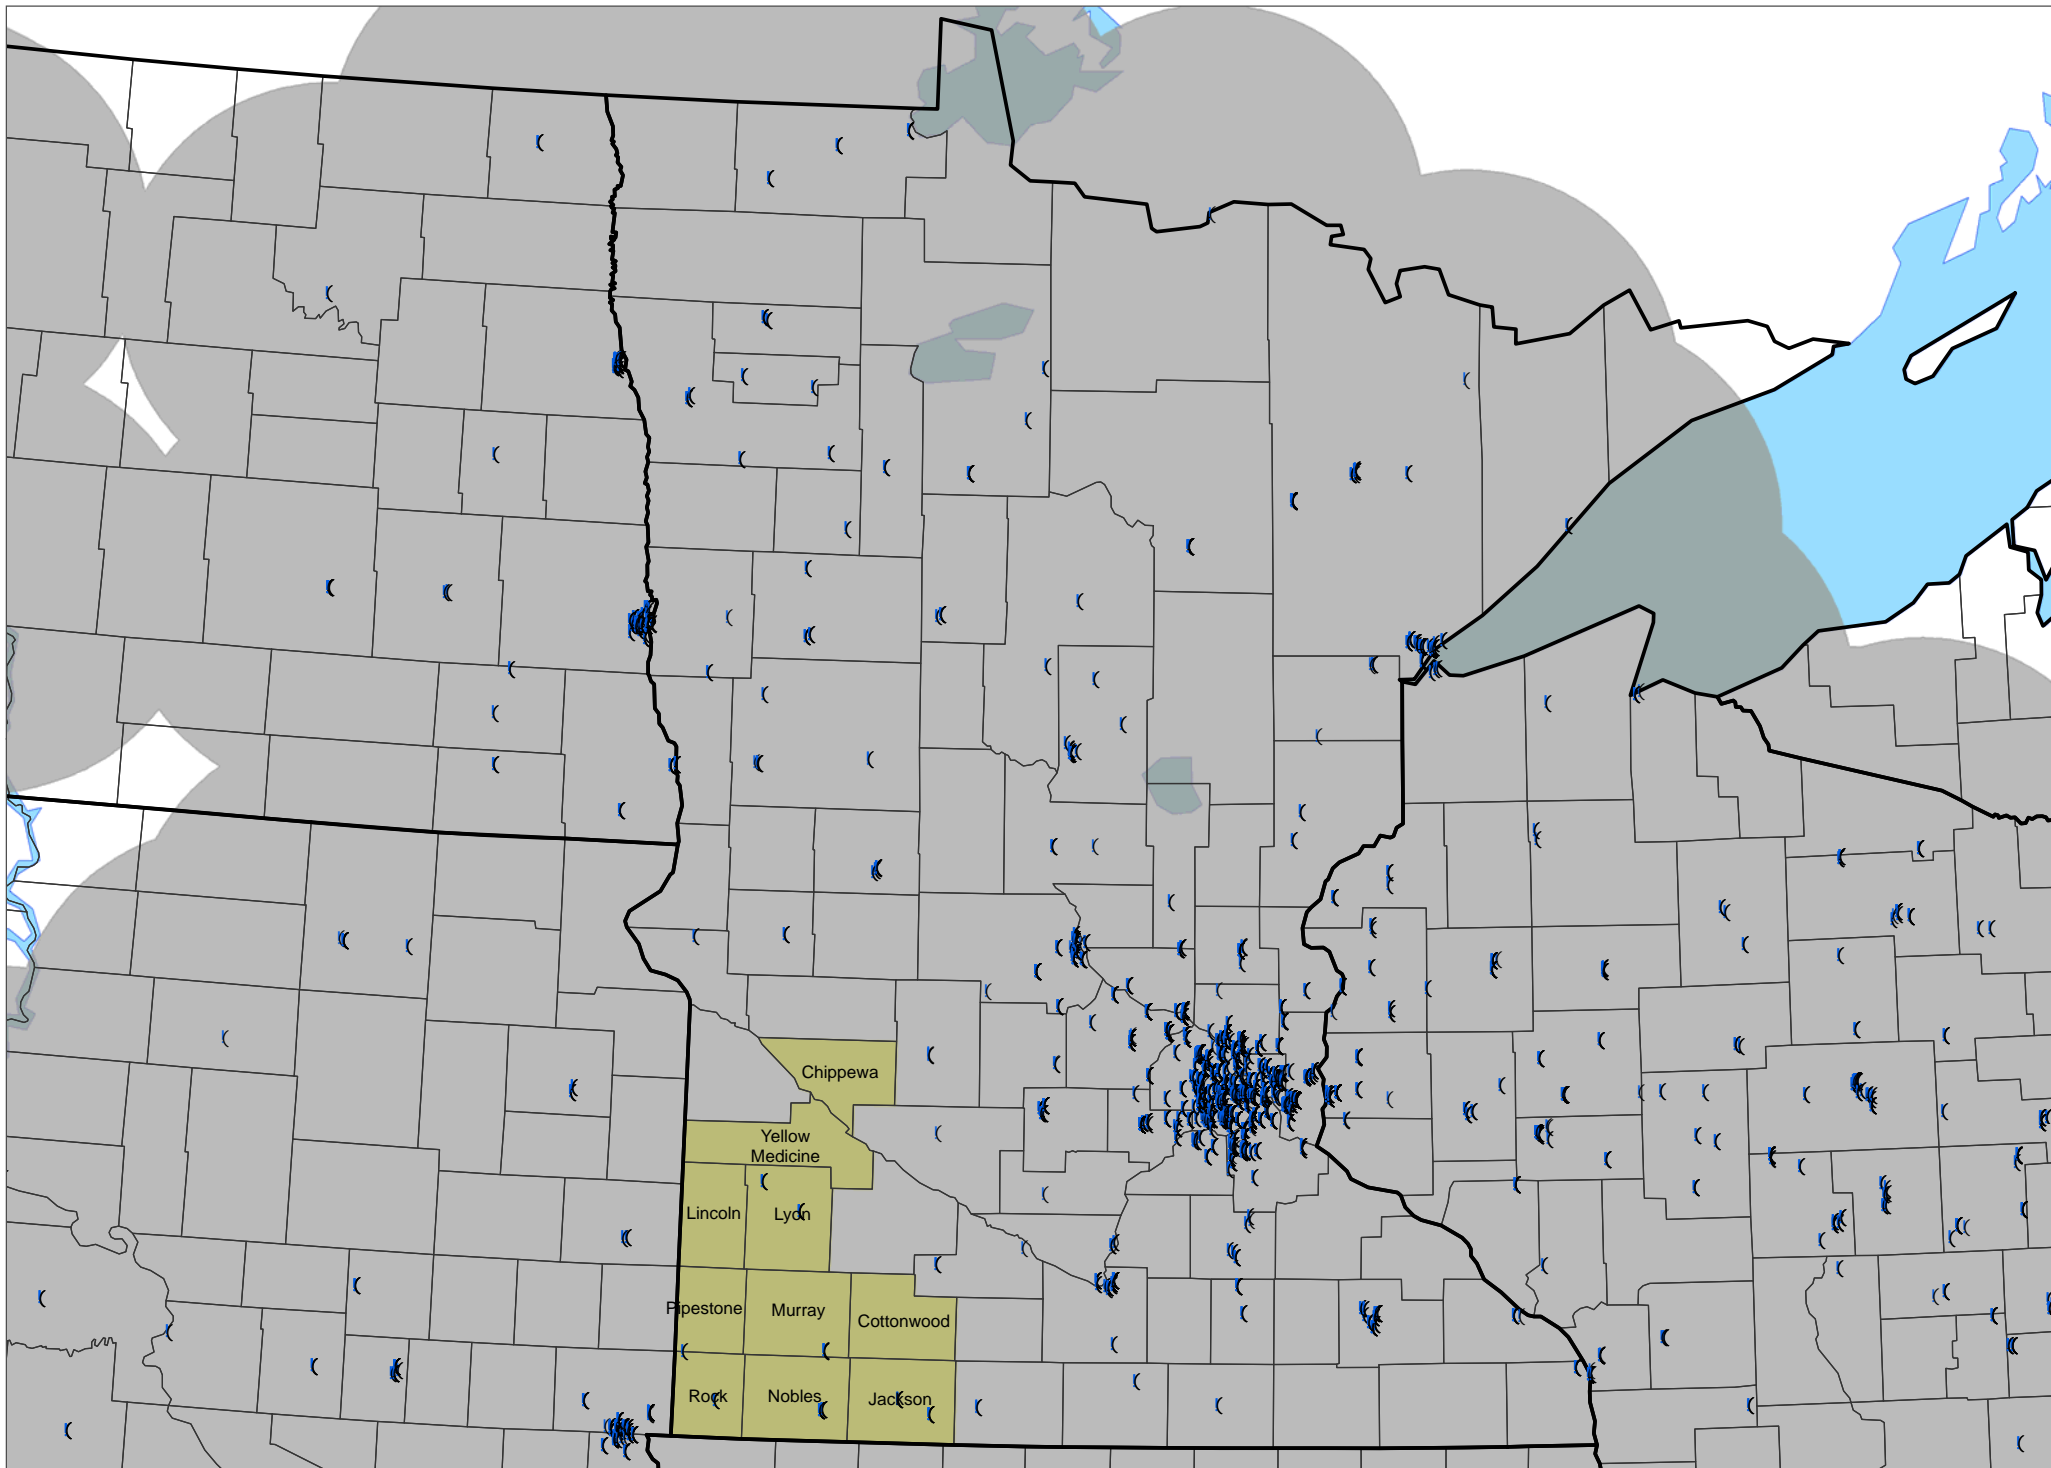 Chippewa
Yellow
Medicine
Lincoln
Lyon
Pipestone
Murray
Cottonwood
Rock
Nobles
Jackson